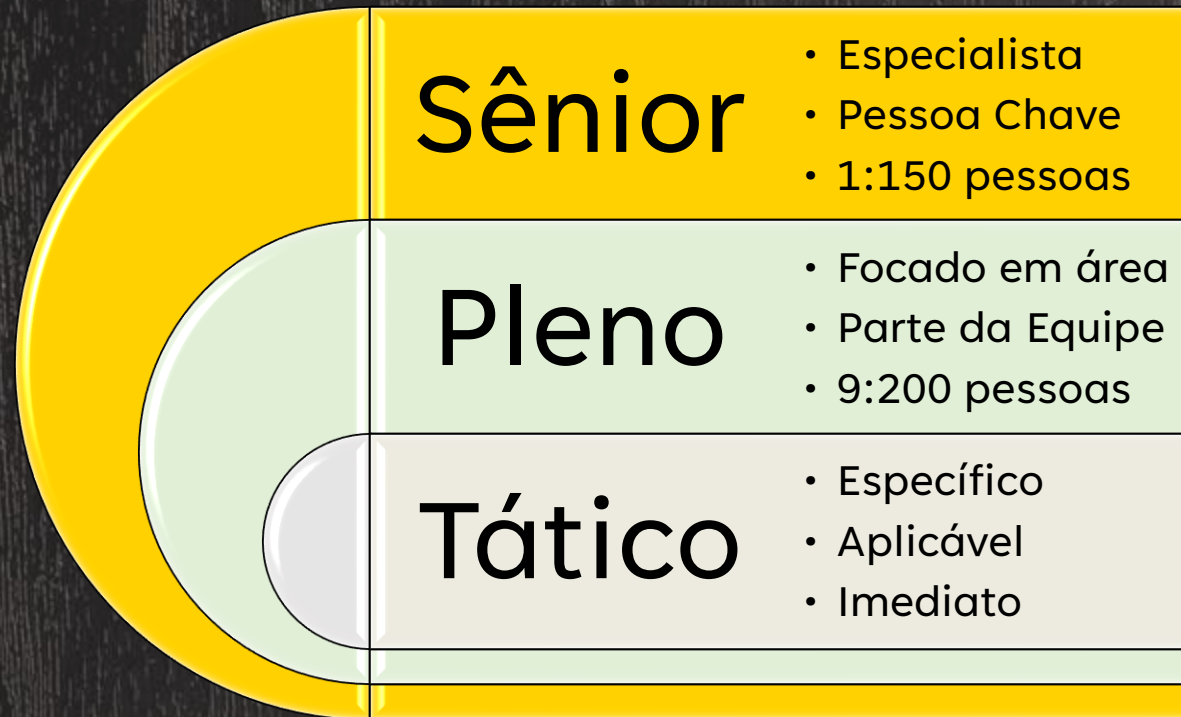 Sênior
• Especialista
• Pessoa Chave
• 1:150 pessoas
Pleno
• Focado em área
• Parte da Equipe
• 9:200 pessoas
Tático
• Específico
• Aplicável
• Imediato